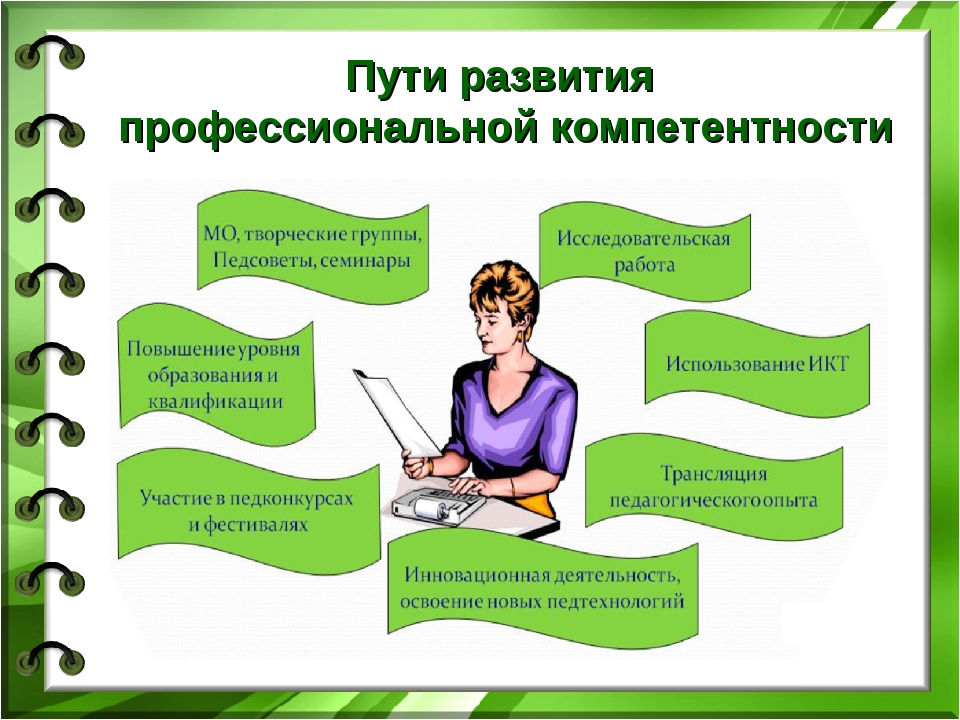 Пути развития
профессиональной компетентности
МО, творческие группы,
Педсоветы, семинары
Исследовательская
работа
Повышение уровня
образования и
квалификации
Использование ИКТ
Участие в педконкурсах
и фестивалях
Трансляция
педагогического опыта
Инновационная деятельность,
освоение новых педтехнологий